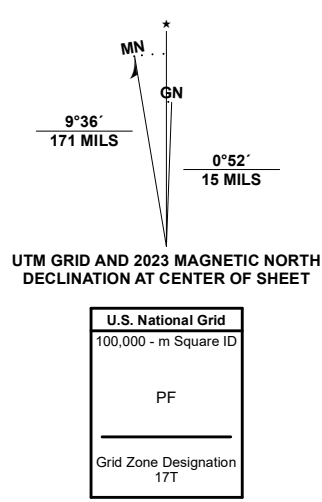 MN
GN
9°36´
171 MILS
0°52´
15 MILS
UTM GRID AND 2023 MAGNETIC NORTH
DECLINATION AT CENTER OF SHEET
U.S. National Grid
100,000 - m Square ID
PF
Grid Zone Designation
17T